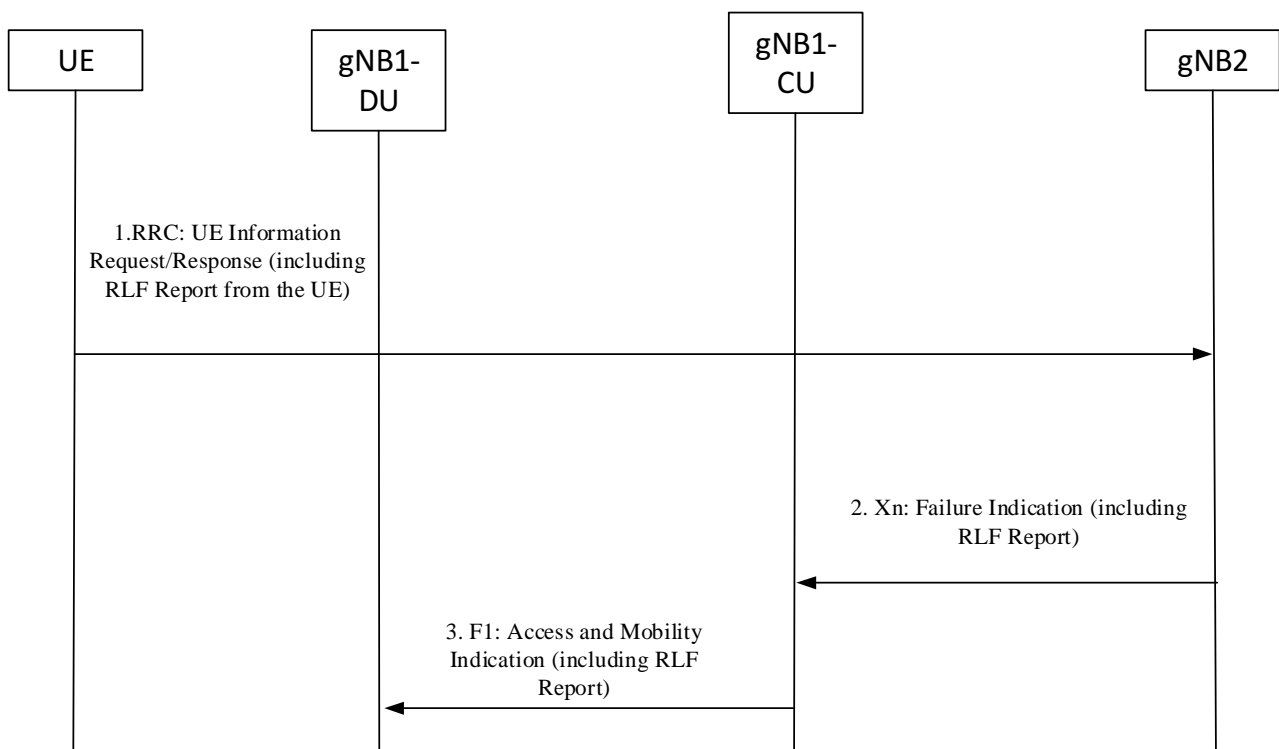 UE
gNB1-
DU
gNB1-
CU
gNB2
1.RRC: UE Information
Request/Response (including
RLF Report from the UE)
2. Xn: Failure Indication (including
RLF Report)
3. F1: Access and Mobility
Indication (including RLF
Report)